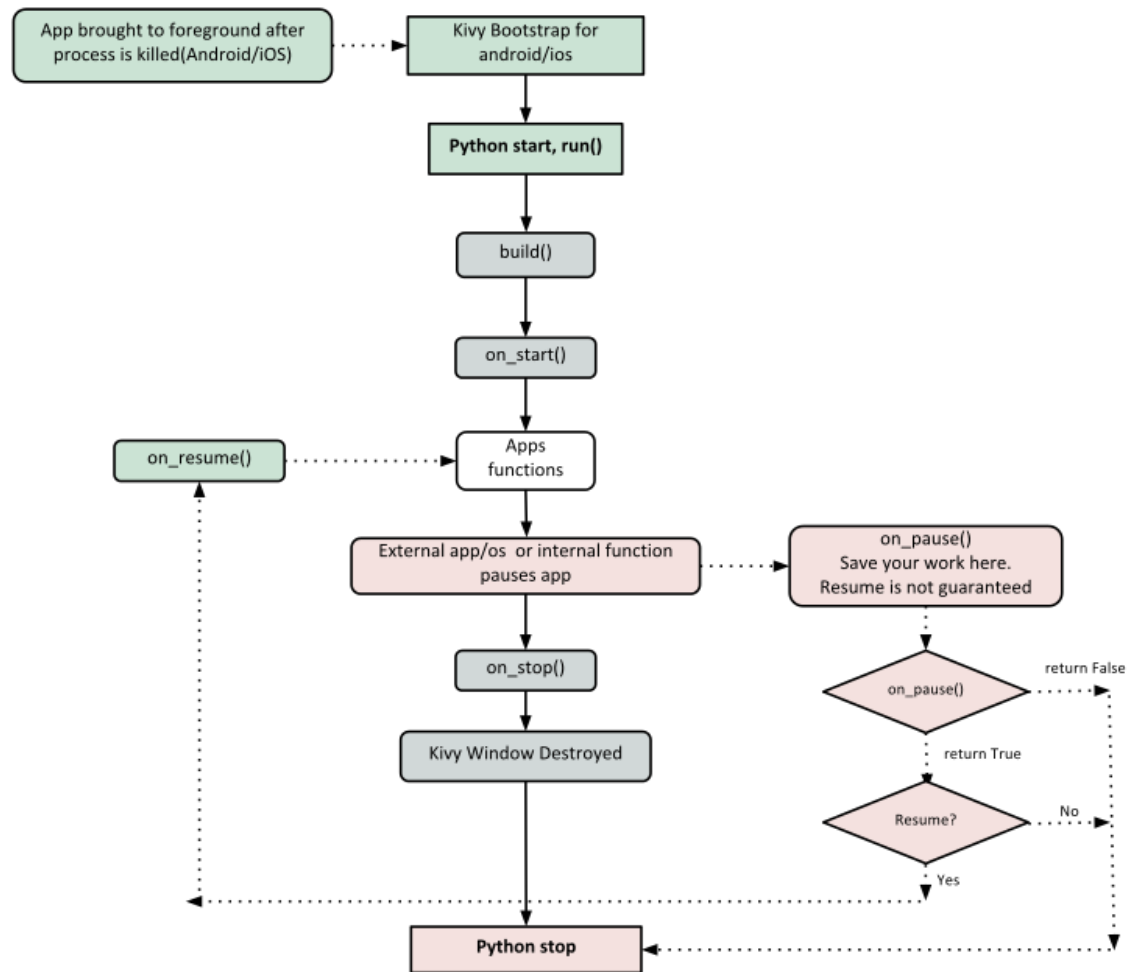 App brought to foreground after
process is killed(Android/iOS)
Kivy Bootstrap for
android/ios
Python start, run()
build()
on_start()
on_resume()
Apps
functions
External app/os  or internal function
pauses app
on_pause()
Save your work here.
Resume is not guaranteed
on_stop()
on_pause()
return False
Kivy Window Destroyed
return True
Resume?
No
Yes
Python stop